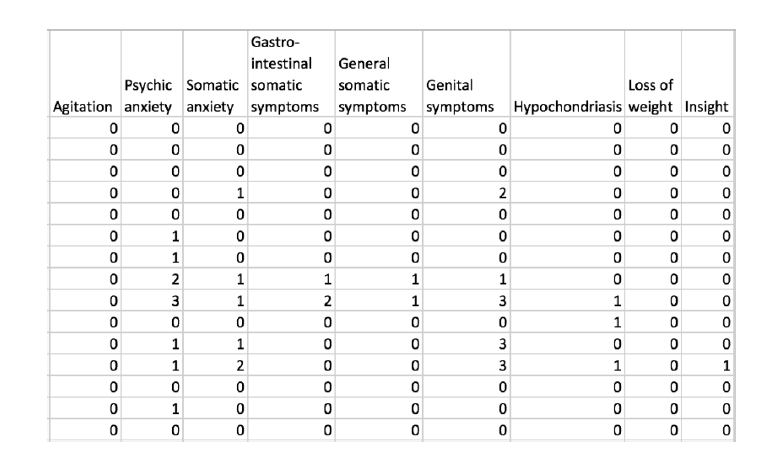 Gastro-
intestinal General
Psychic Somatic somatic somatic Genital Loss of
Agitation anxiety anxiety symptoms symptoms symptoms Hypochondriasis weight Insight
0 0 0 0 0 0 0 0 0
0 0 0 0 0 0 0 0 0
0 0 0 0 0 0 0 0 0
0 0 1 0 0 2 0 0 0
0 0 0 0 0 0 0 0 0
0 1 0 0 0 0 0 0 0
0 1 0 0 0 0 0 0 0
0 2 1 1 1 1 0 0 0
0 3 1 2 1 3 1 0 0
0 0 0 0 0 0 1 0 0
0 1 1 0 0 3 0 0 0
0 1 2 0 0 3 1 0 1
0 0 0 0 0 0 0 0 0
0 1 0 0 0 0 0 0 0
0 0 0 0 0 0 0 0 0